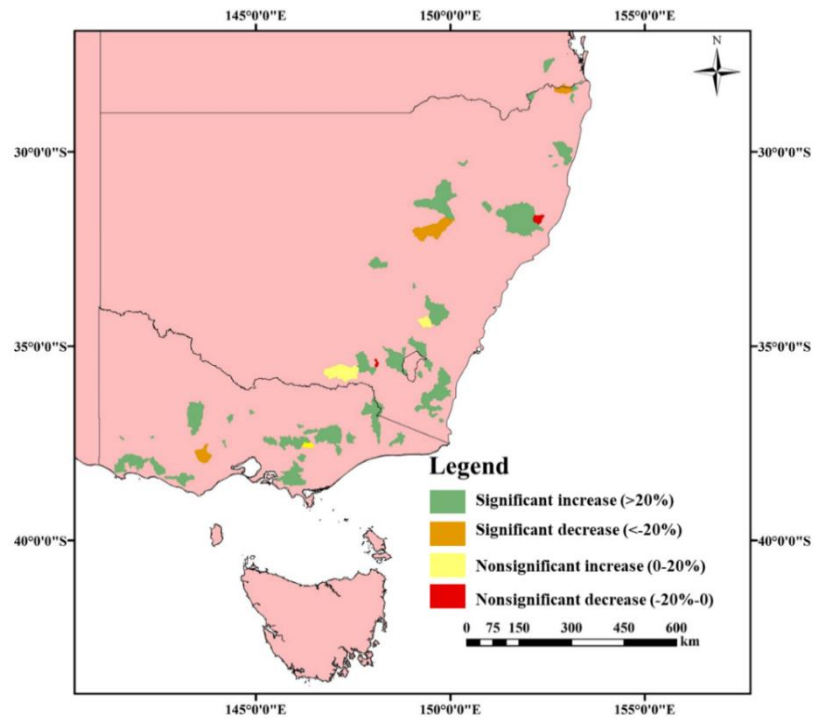 145°0'0"E 150°0'0"E 155°0'0"E
N
30°0'0"S 30°0'0"S
35°0'0"S 35°0'0"S
Legend
Significant increase (>20%)
Significant decrease (<-20%)
40°0'0"S 40°0'0"S
Nonsignificant increase (0-20%)
Nonsignificant decrease (-20%-0)
0 75 150 300 450 600
km
145°0'0"E 150°0'0"E 155°0'0"E